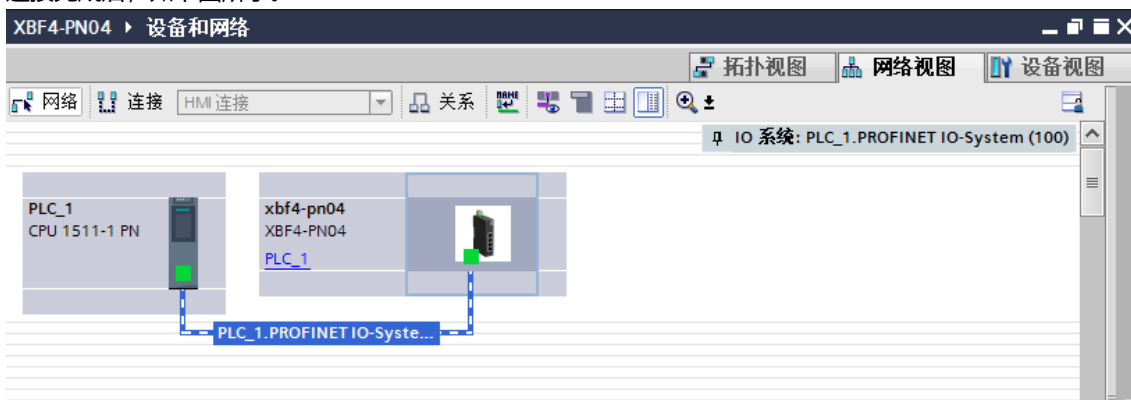 XBF4-PN04 ▸ 设备和网络
拓扑视图 网络视图 设备视图
网络 连接 HMI 连接 关系
IO 系统: PLC_1.PROFINET IO-System (100)
PLC_1
CPU 1511-1 PN
xbf4-pn04
XBF4-PN04
PLC_1
PLC_1.PROFINET IO-Syste...